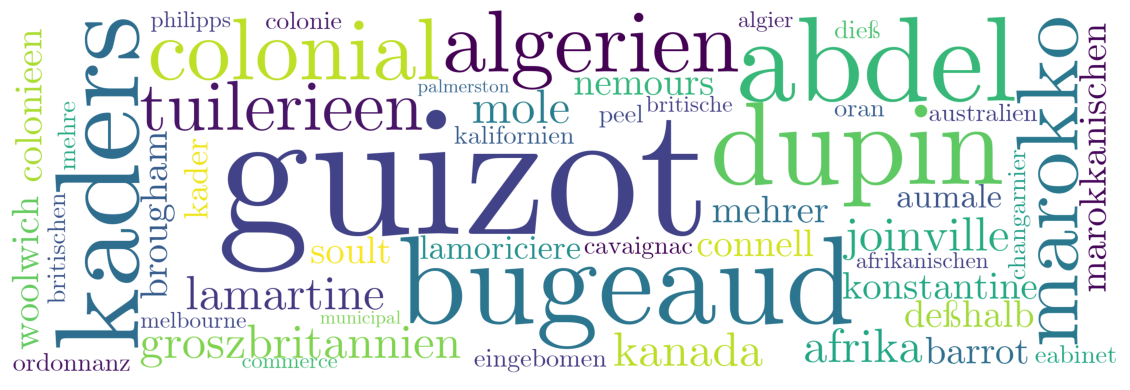 philipps colonie algier dieß
colonial algerien abdel
nemours
palmerston
tuilerieen mole peel britische oran australien
kalifornien
guizot dupin
colonieen
woolwich
mehre
kaders
britischen
brougham
kader
mehrer aumale
soult lamoriciere cavaignac connell joinville
afrikanischen
lamartine bugeaud konstantine
melbourne municipal deßhalb
groszbritannien
ordonnanz commerce eingebomen kanada afrika barrot eabinet
changarnier
marokko
marokkanischen